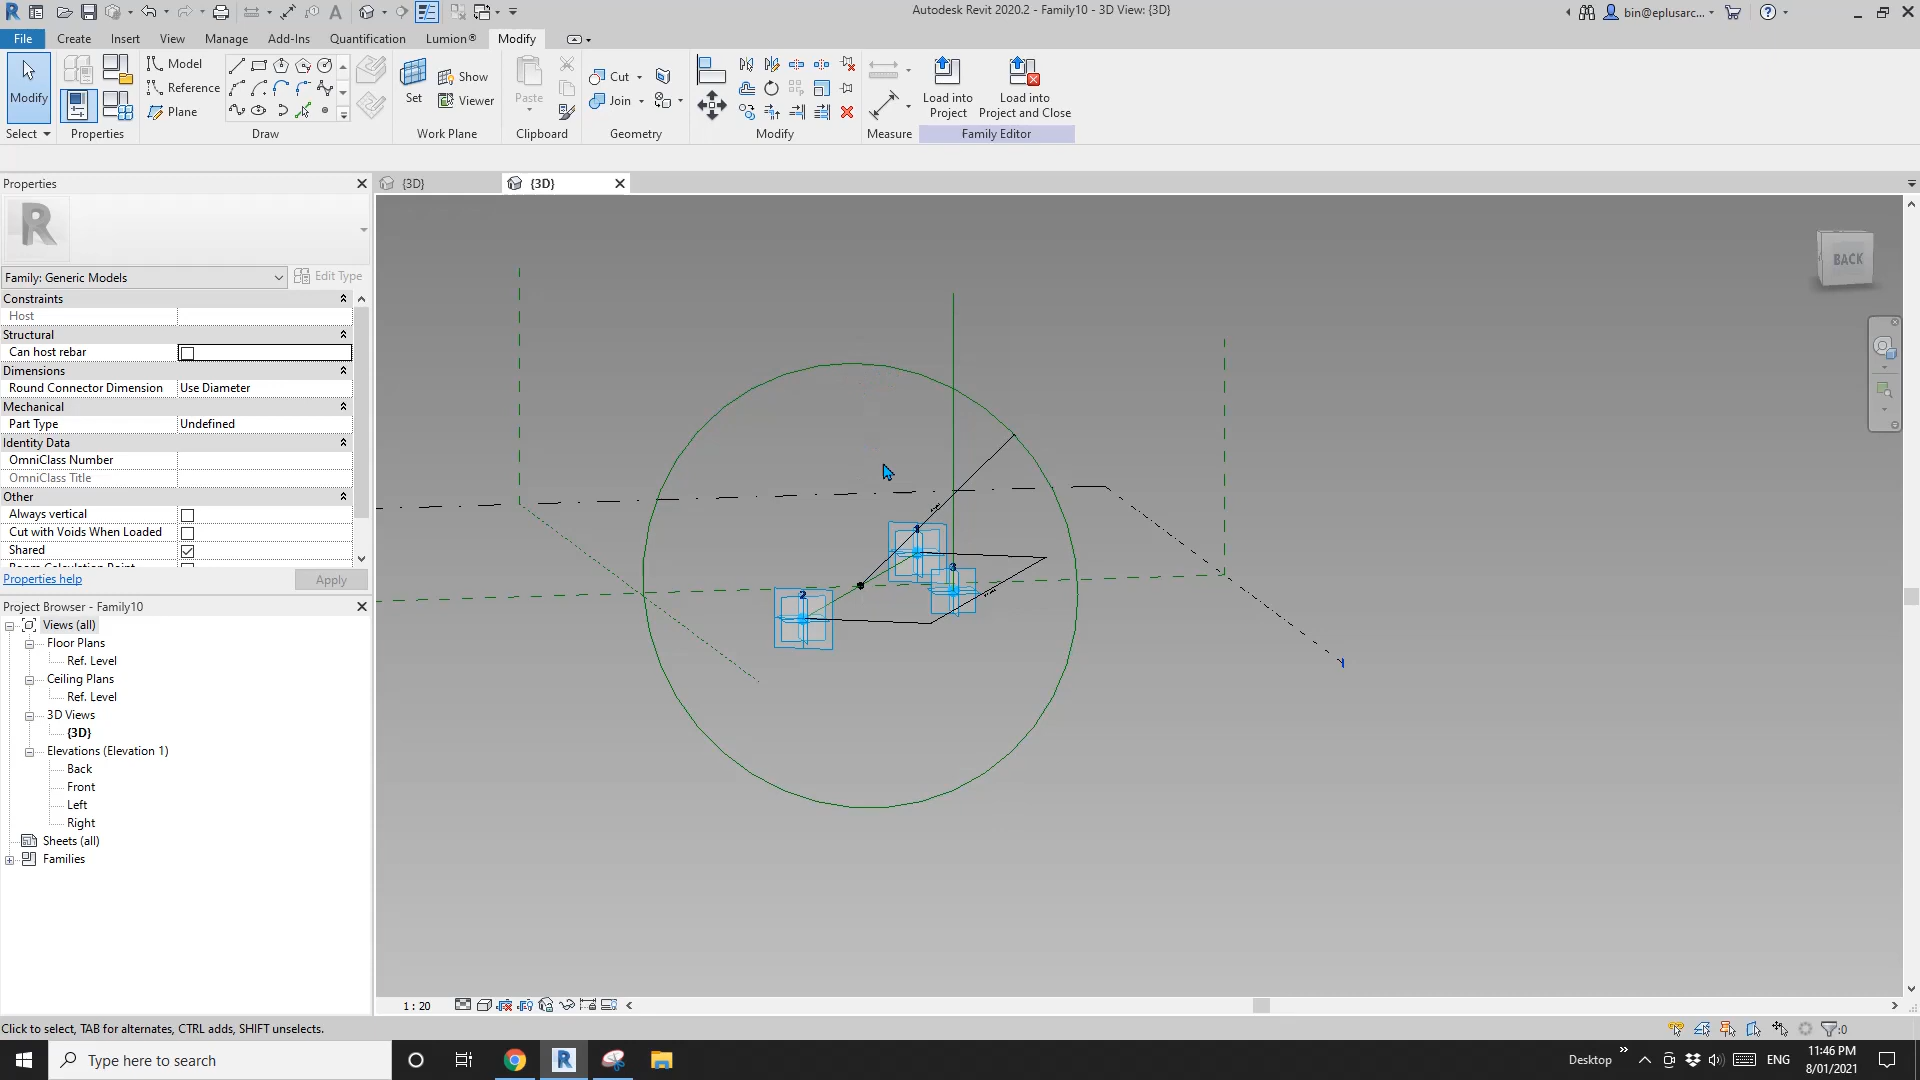 Autodesk Revit 2020.2 - Family10 - 3D View: {3D}
bin@eplusarc...
File Create Insert View Manage Add-Ins Quantification Lumion® Modify
Modify
Select
Properties
Model
Reference
Plane
Draw
Set
Show
Viewer
Work Plane
Paste
Clipboard
Cut
Join
Geometry
Modify
Measure
Load into
Project
Load into
Project and Close
Family Editor
Properties
{3D}
{3D}
R
Family: Generic Models
Edit Type
Constraints
Host
Structural
Can host rebar
Dimensions
Round Connector Dimension Use Diameter
Mechanical
Part Type Undefined
Identity Data
OmniClass Number
OmniClass Title
Other
Always vertical
Cut with Voids When Loaded
Shared
Room Calculation Point
Properties help
Apply
Project Browser - Family10
Views (all)
Floor Plans
Ref. Level
Ceiling Plans
Ref. Level
3D Views
{3D}
Elevations (Elevation 1)
Back
Front
Left
Right
Sheets (all)
Families
BACK
1
3
2
1 : 20
Click to select, TAB for alternates, CTRL adds, SHIFT unselects.
:0
Type here to search
Desktop
ENG
11:46 PM
8/01/2021